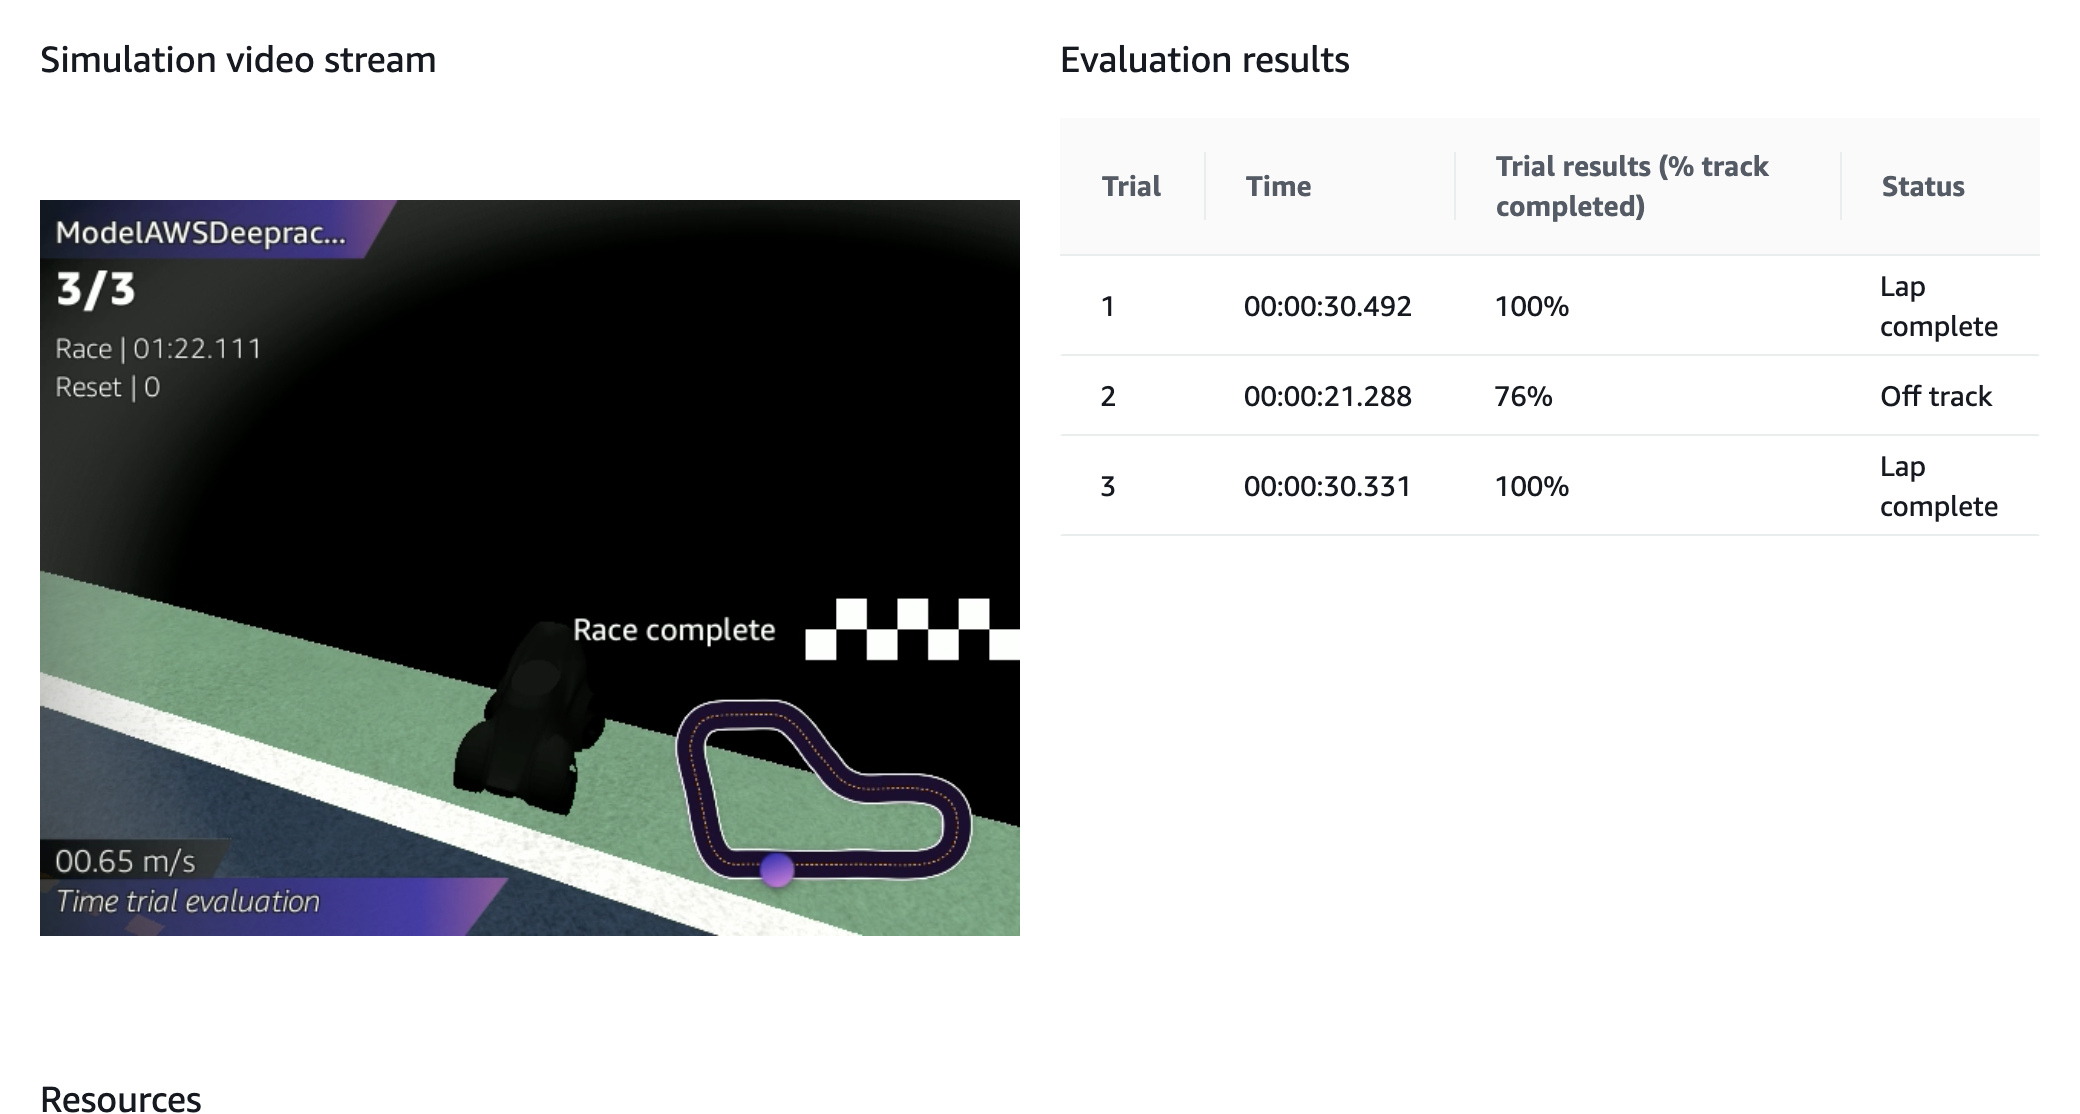 Simulation video stream
ModelAWSDeeprac...
3/3
Race | 01:22.111
Reset | 0
Race complete
00.65 m/s
Time trial evaluation
Evaluation results
Trial Time Trial results (% track completed) Status
1 00:00:30.492 100% Lap complete
2 00:00:21.288 76% Off track
3 00:00:30.331 100% Lap complete
Resources